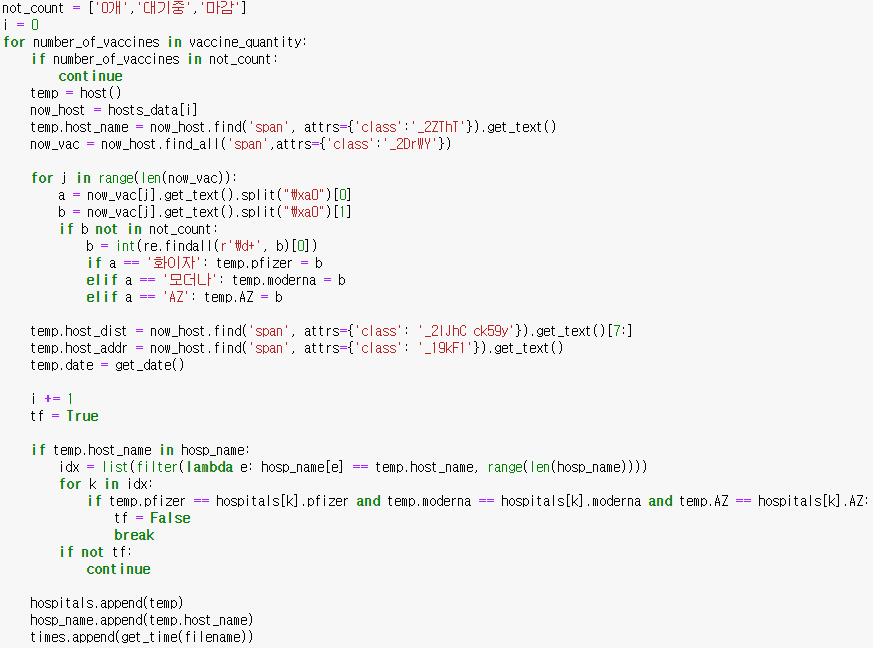 not_count = ['0개','대기중','마감']
i = 0
for number_of_vaccines in vaccine_quantity:
    if number_of_vaccines in not_count:
        continue
    temp = host()
    now_host = hosts_data[i]
    temp.host_name = now_host.find('span', attrs={'class':'_2ZThT'}).get_text()
    now_vac = now_host.find_all('span',attrs={'class':'_2DrWY'})

    for j in range(len(now_vac)):
        a = now_vac[j].get_text().split("₩xa0")[0]
        b = now_vac[j].get_text().split("₩xa0")[1]
        if b not in not_count:
            b = int(re.findall(r'₩d+', b)[0])
            if a == '화이자': temp.pfizer = b
            elif a == '모더나': temp.moderna = b
            elif a == 'AZ': temp.AZ = b

    temp.host_dist = now_host.find('span', attrs={'class': '_2lJhC ck59y'}).get_text()[7:]
    temp.host_addr = now_host.find('span', attrs={'class': '_19kF1'}).get_text()
    temp.date = get_date()

    i += 1
    tf = True

    if temp.host_name in hosp_name:
        idx = list(filter(lambda e: hosp_name[e] == temp.host_name, range(len(hosp_name))))
        for k in idx:
            if temp.pfizer == hospitals[k].pfizer and temp.moderna == hospitals[k].moderna and temp.AZ == hospitals[k].AZ:
                tf = False
                break
        if not tf:
            continue

    hospitals.append(temp)
    hosp_name.append(temp.host_name)
    times.append(get_time(filename))